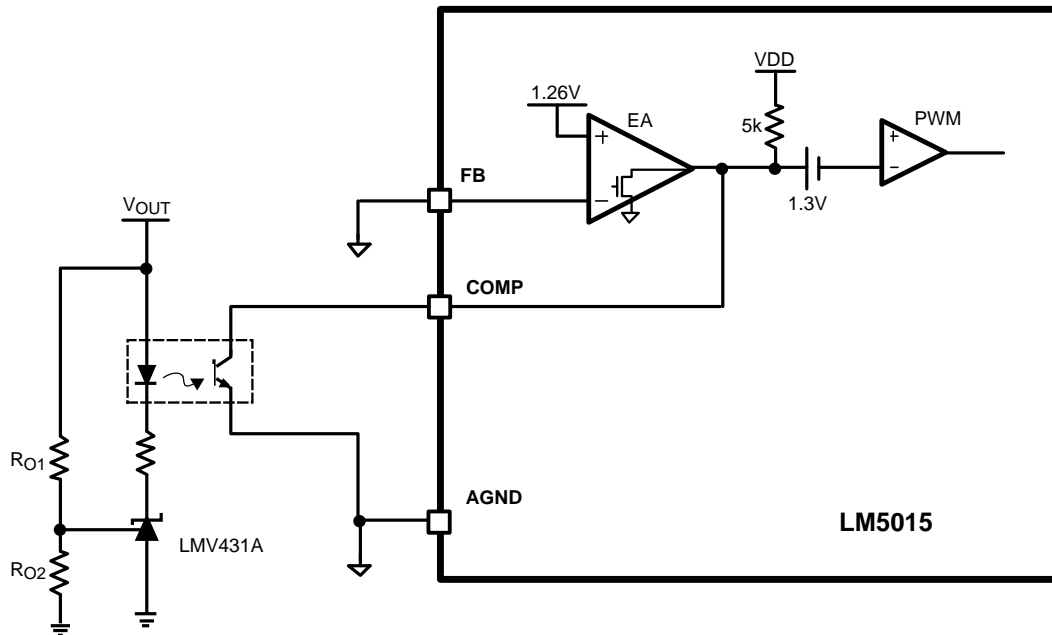 VDD
1.26V
EA
5k
PWM
+
−
+
−
FB
1.3V
VOUT
COMP
RO1
AGND
LM5015
LMV431A
RO2